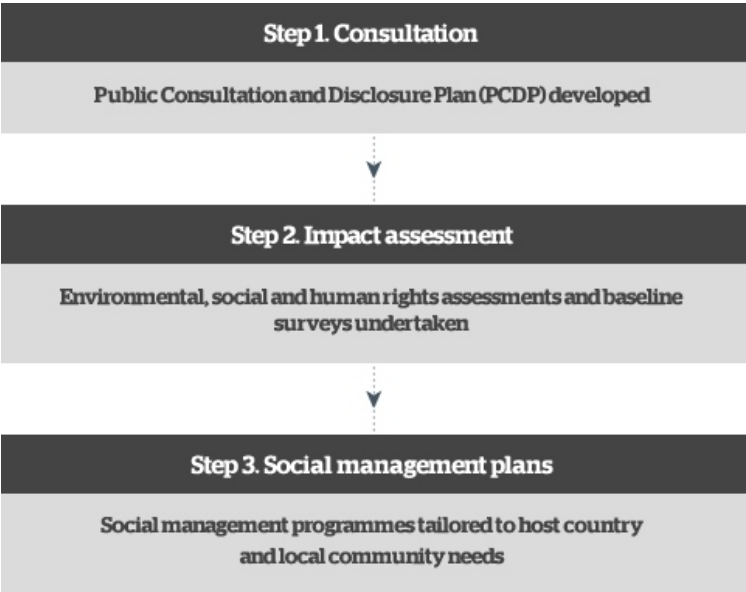 Step 1. Consultation
Public Consultation and Disclosure Plan (PCDP) developed
Step 2. Impact assessment
Environmental, social and human rights assessments and baseline
surveys undertaken
Step 3. Social management plans
Social management programmes tailored to host country
and local community needs